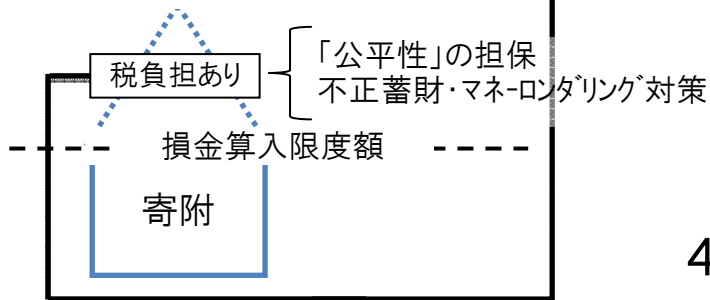 税負担あり
「公平性」の担保
不正蓄財・マネーロンダリング対策
損金算入限度額
寄附
4